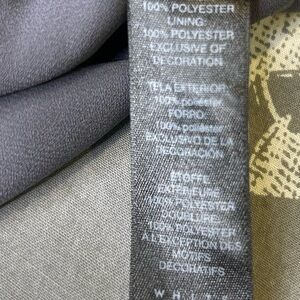 100% POLYESTER
LINING:
100% POLYESTER
EXCLUSIVE OF
DECORATION
TELA EXTERIOR:
100% poliéster
FORRO:
100% poliéster
EXCLUSIVO DE LA
DECORACIÓN
STOFFE
EXTÉRIEURE
100% POLYESTER
DOUBLURE:
100% POLYESTER
À L'EXCEPTION DES
MOTIFS
DÉCORATIFS